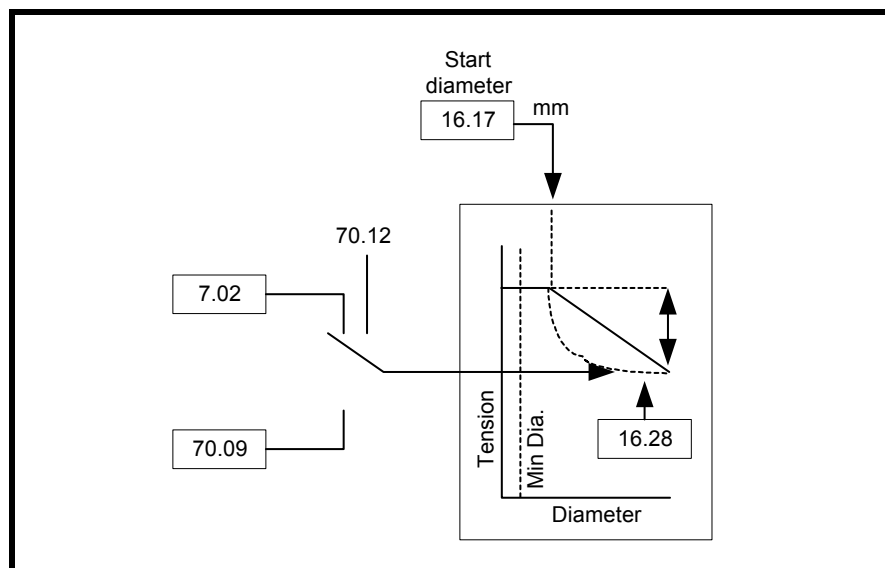 Start
diameter
16.17
mm
70.12
7.02
70.09
16.28
Tension
Min Dia.
Diameter